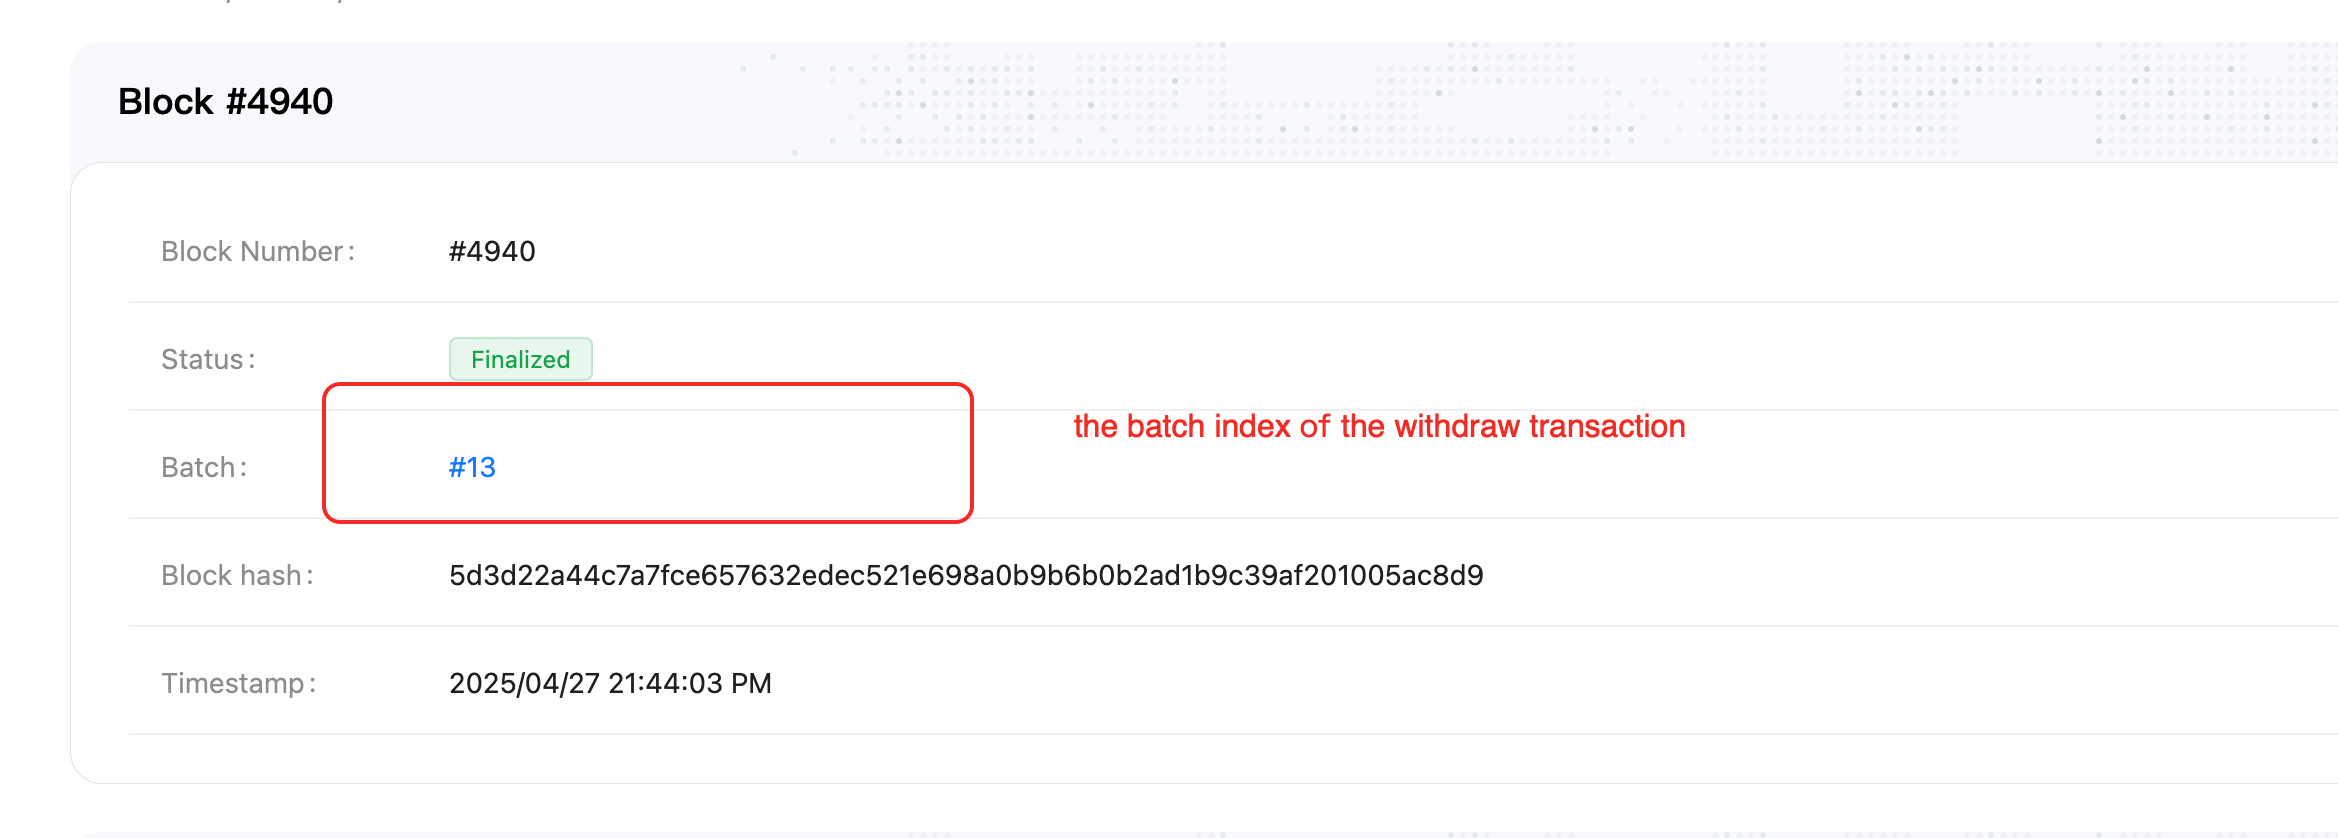 Block #4940
Block Number: #4940
Status: Finalized
the batch index of the withdraw transaction
Batch: #13
Block hash: 5d3d22a44c7a7fce657632edec521e698a0b9b6b0b2ad1b9c39af201005ac8d9
Timestamp: 2025/04/27 21:44:03 PM